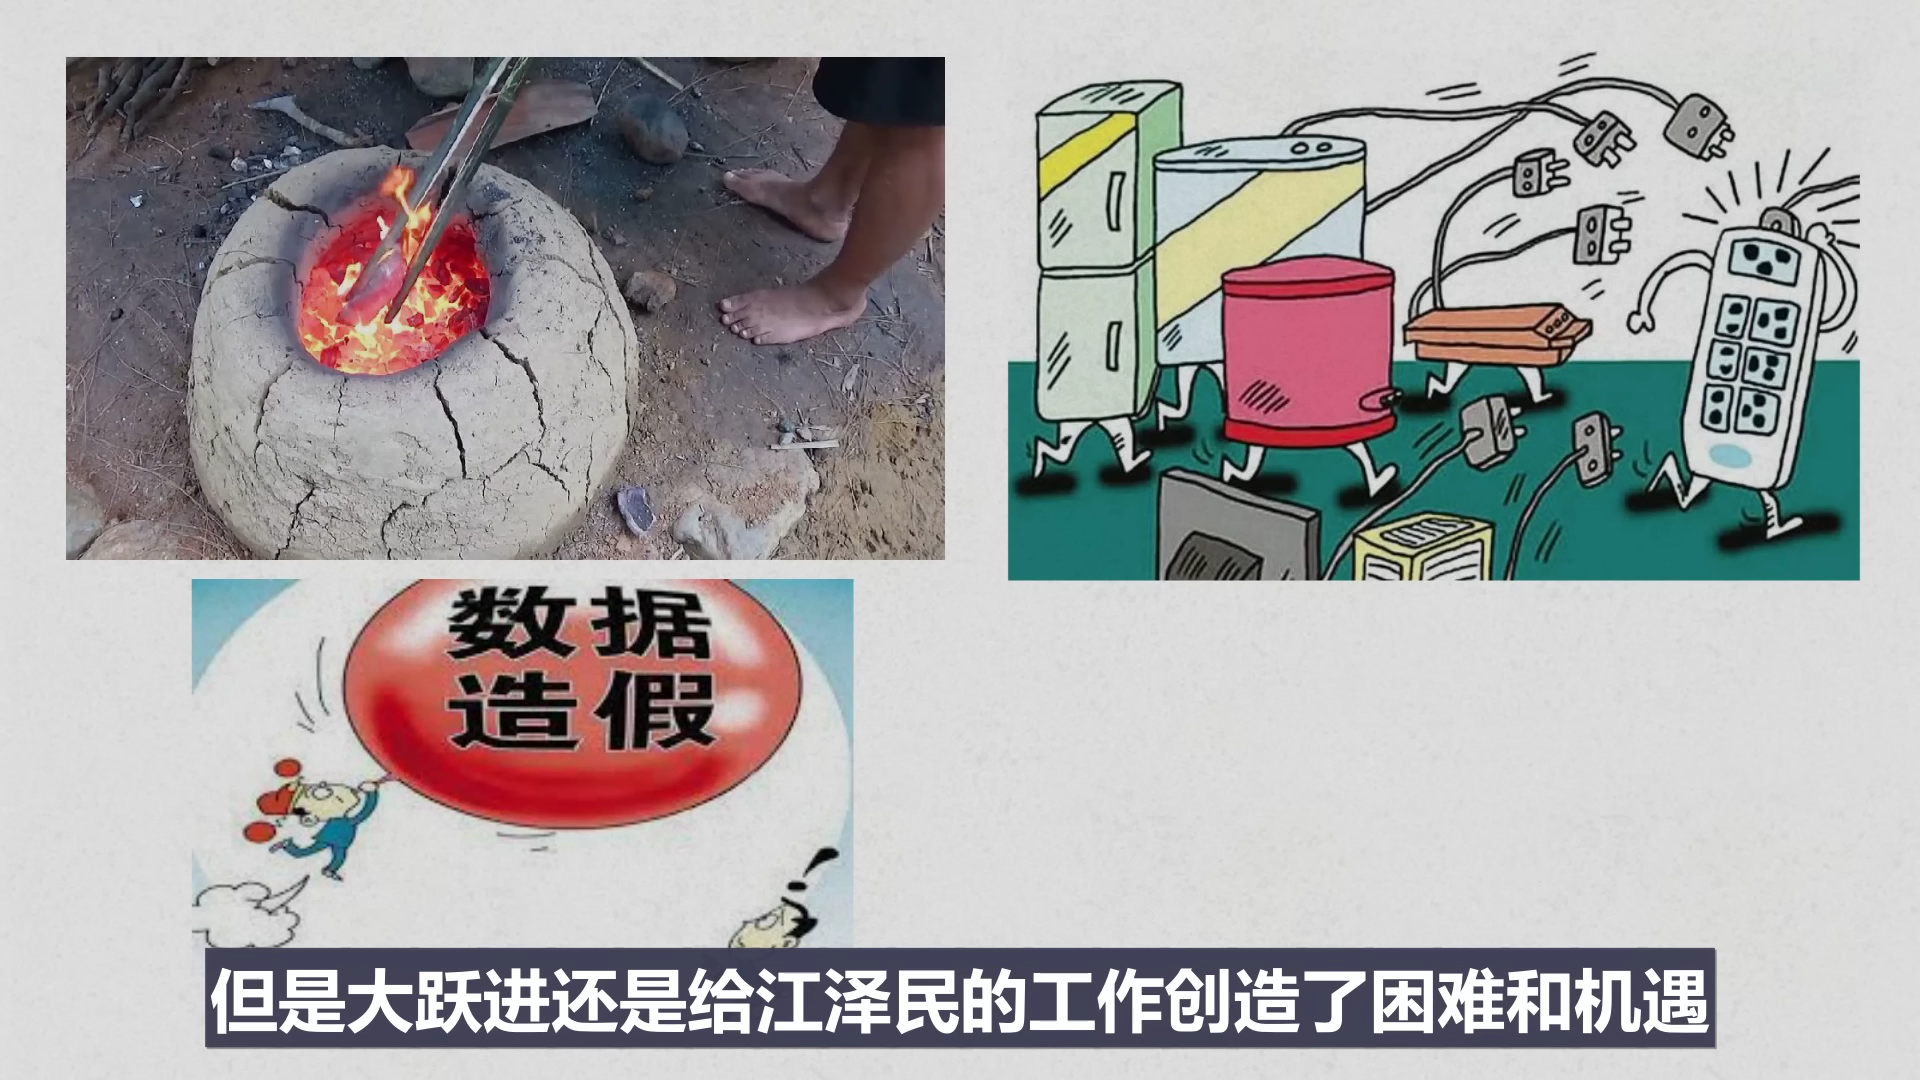 数据
造假
但是大跃进还是给江泽民的工作创造了困难和机遇